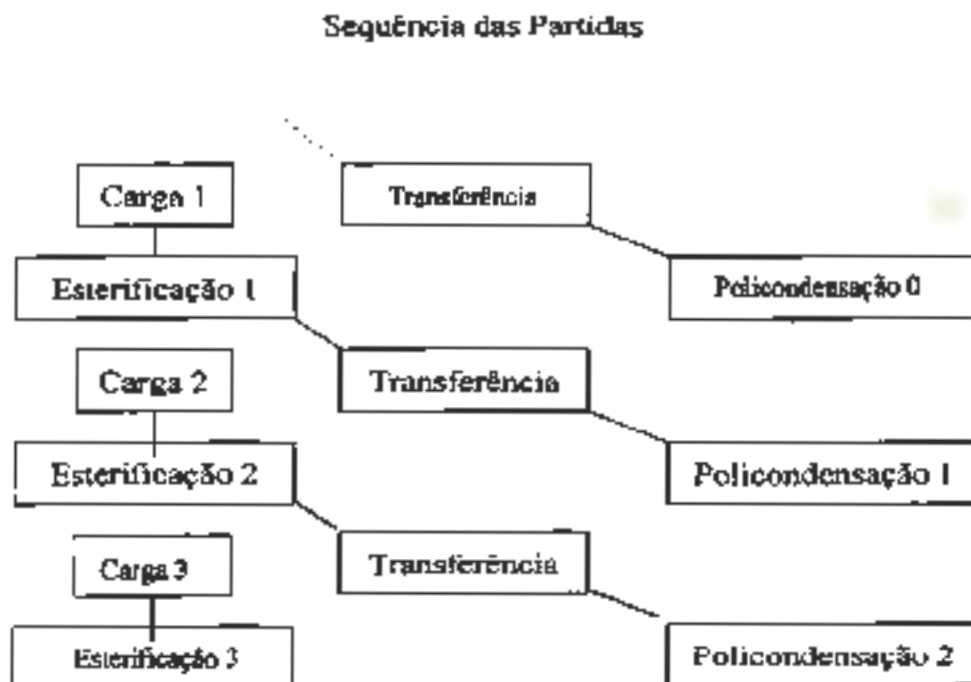 Sequência das Partidas
Carga 1
Transferência
Esterificação 1
Policondensação 0
Carga 2
Transferência
Esterificação 2
Policondensação 1
Carga 3
Transferência
Esterificação 3
Policondensação 2